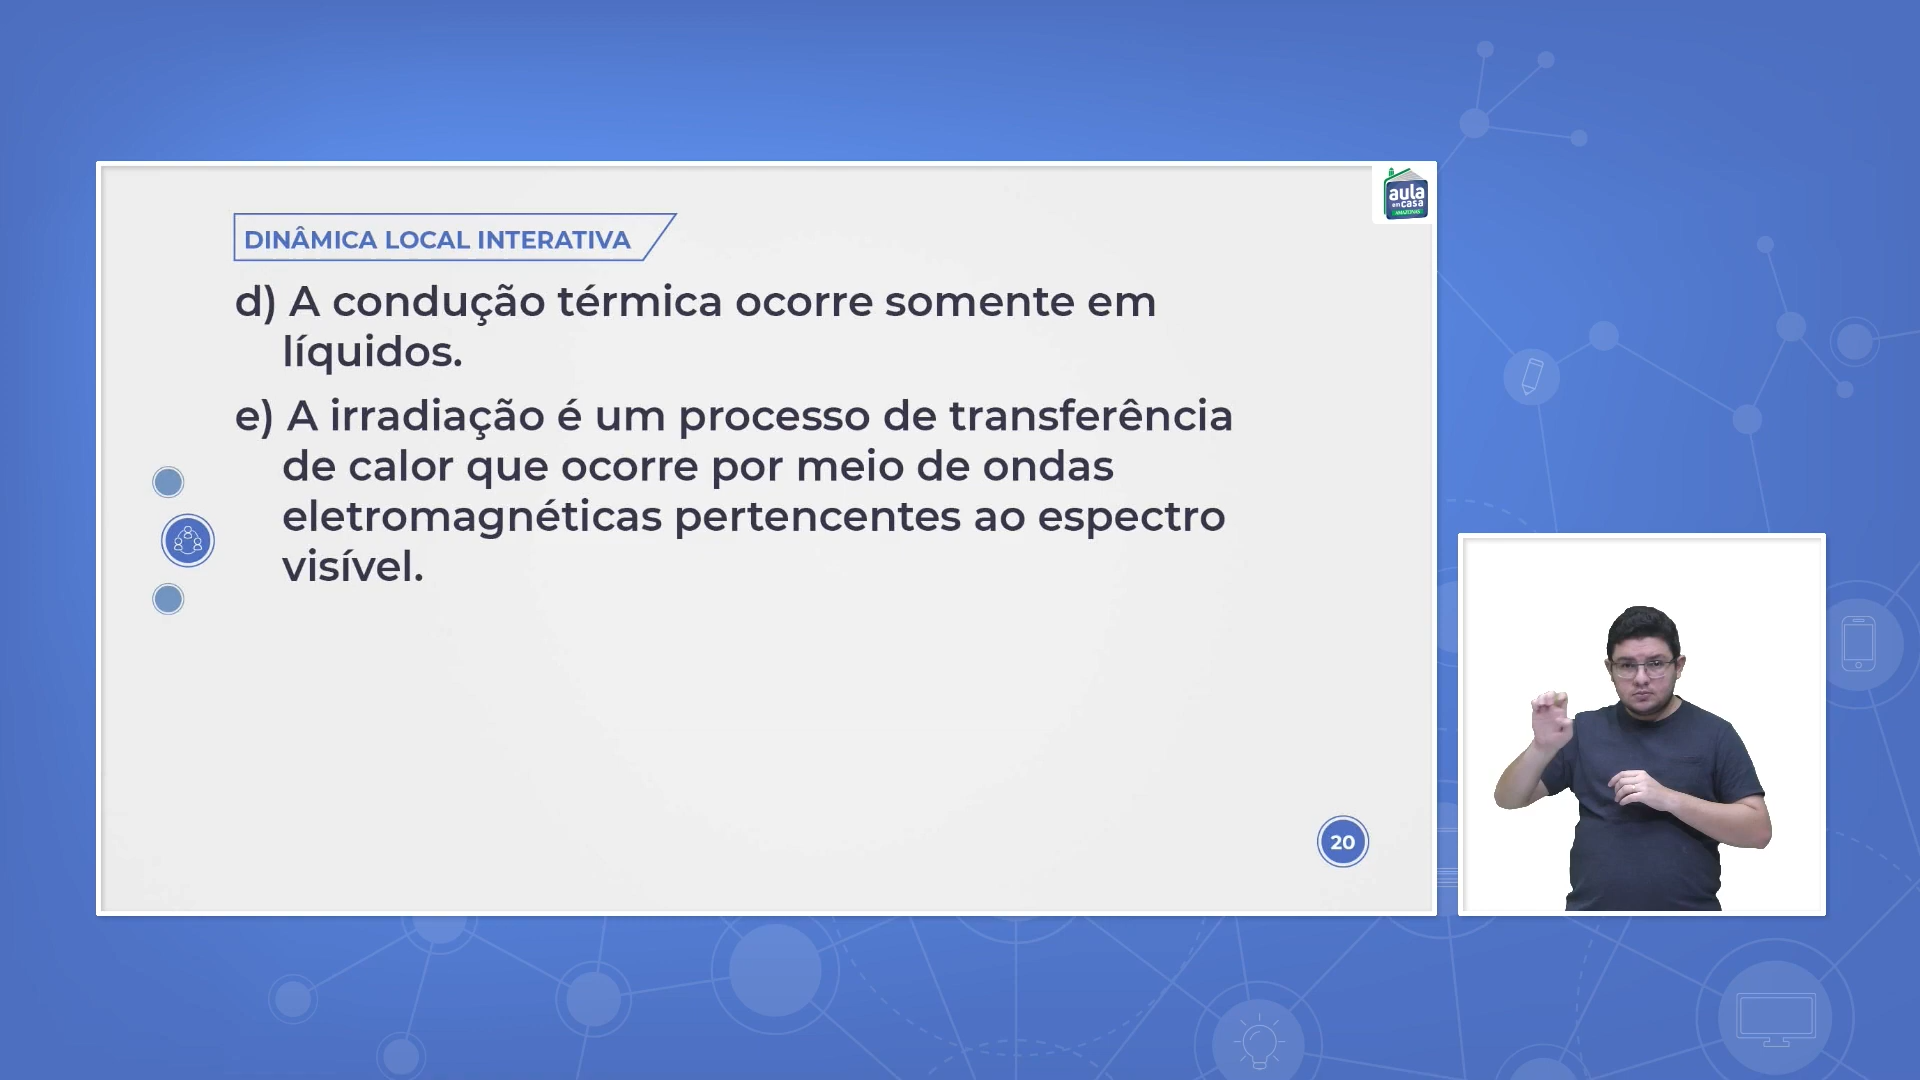 aula
em casa
AMAZONAS
DINÂMICA LOCAL INTERATIVA
d) A condução térmica ocorre somente em
líquidos.
e) A irradiação é um processo de transferência
de calor que ocorre por meio de ondas
eletromagnéticas pertencentes ao espectro
visível.
20